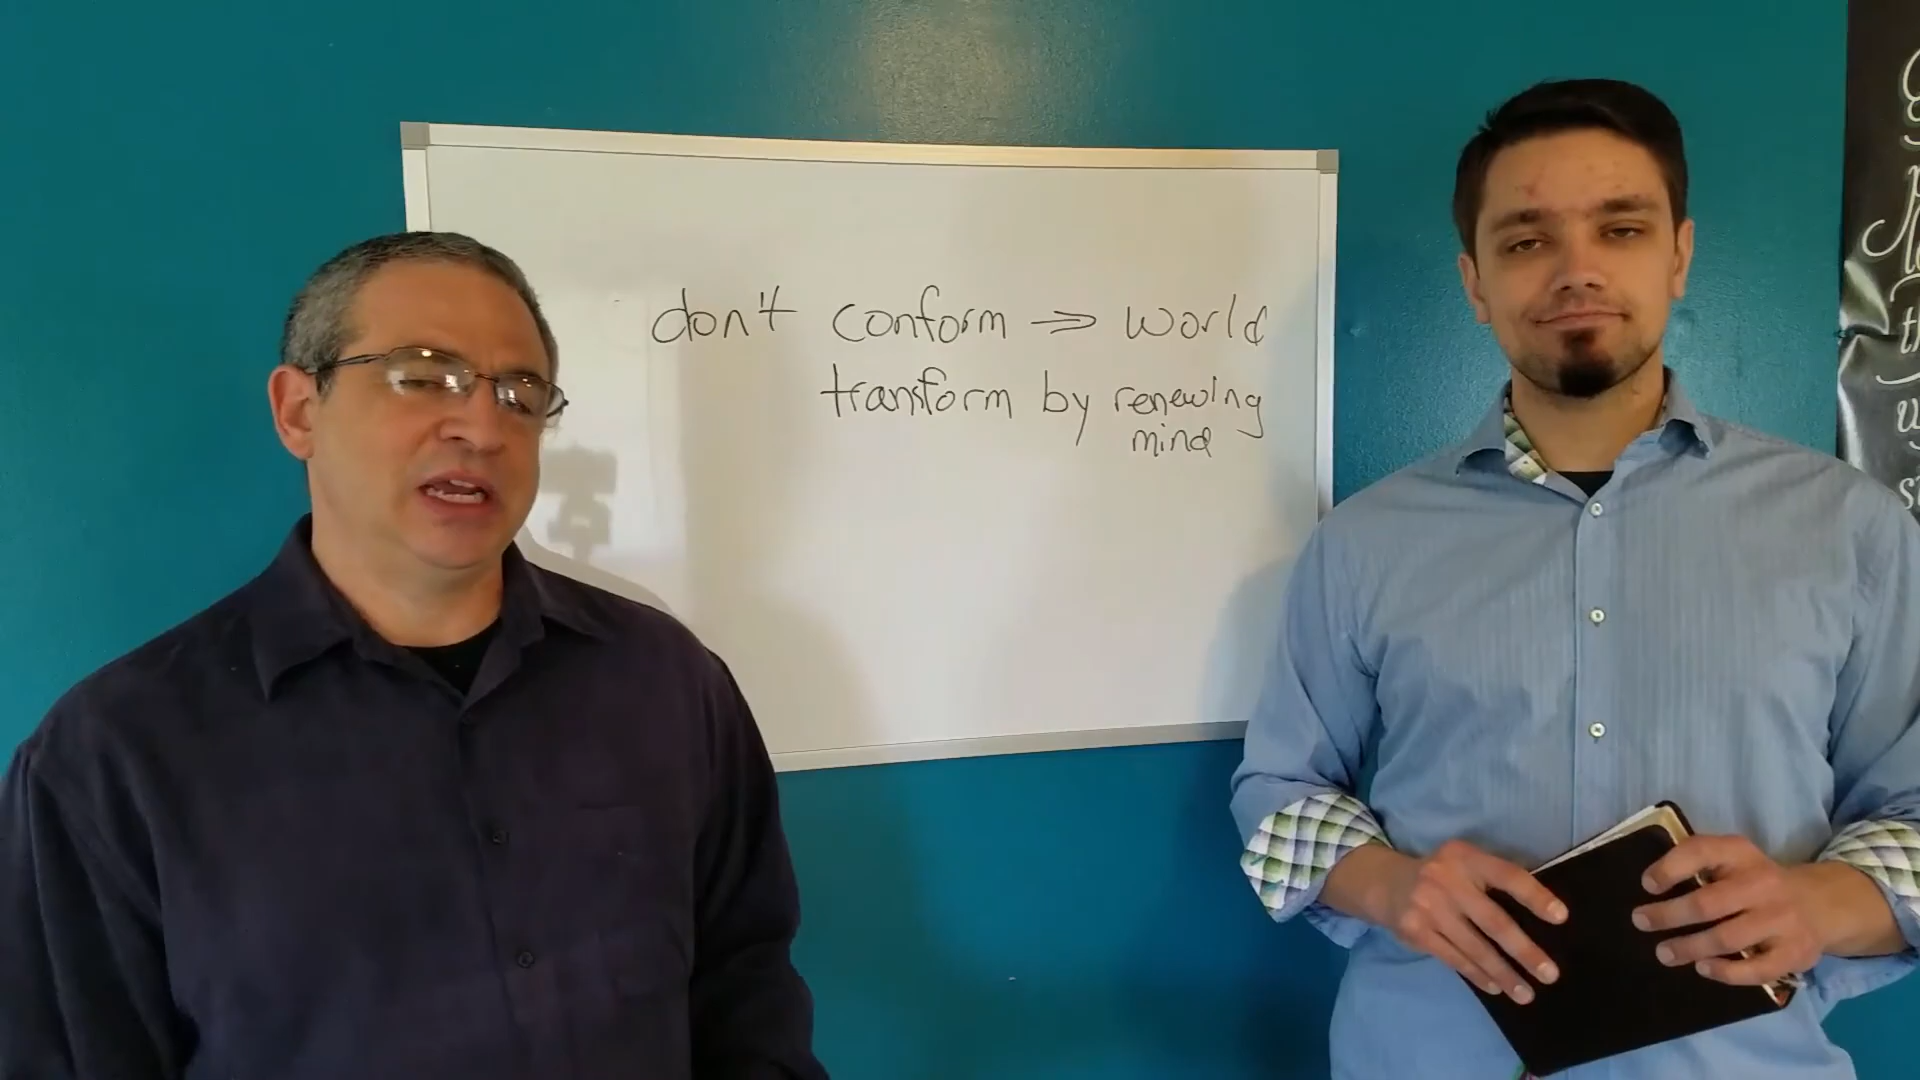 don't conform => world
transform by renewing
mind